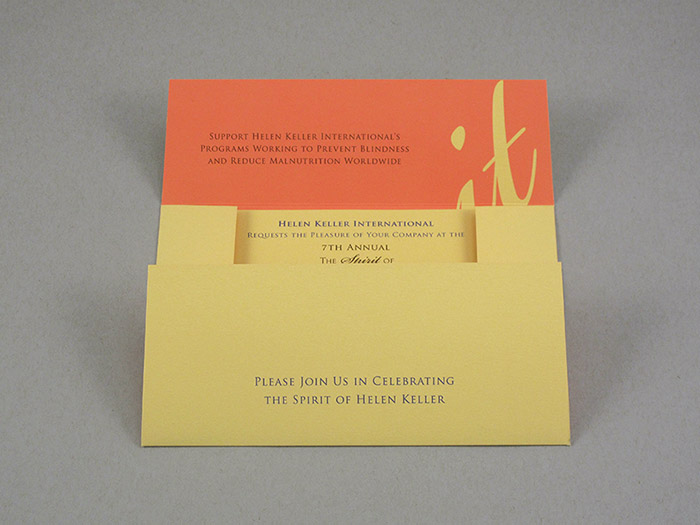 it
Support Helen Keller International's
Programs Working to Prevent Blindness
and Reduce Malnutrition Worldwide
Helen Keller International
Requests the Pleasure of Your Company at the
7th Annual
The Spirit of
Please Join Us in Celebrating
the Spirit of Helen Keller